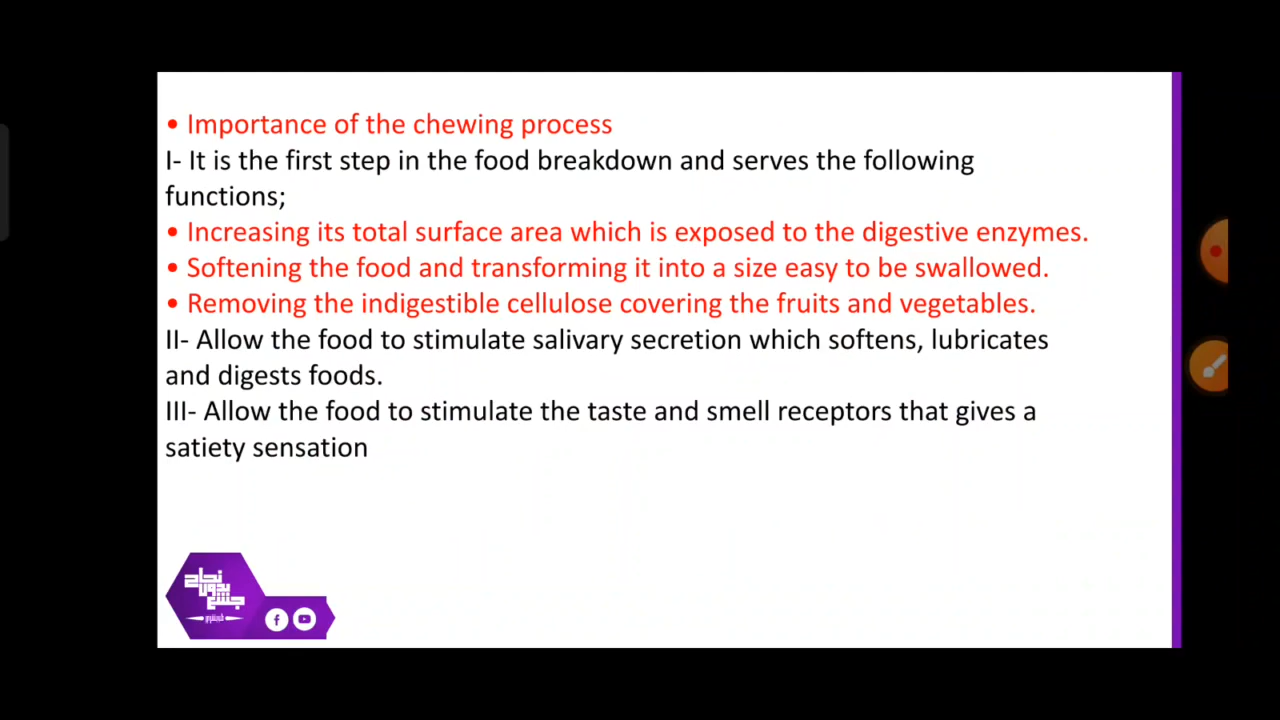 • Importance of the chewing process
I- It is the first step in the food breakdown and serves the following
functions;
• Increasing its total surface area which is exposed to the digestive enzymes.
• Softening the food and transforming it into a size easy to be swallowed.
• Removing the indigestible cellulose covering the fruits and vegetables.
II- Allow the food to stimulate salivary secretion which softens, lubricates
and digests foods.
III- Allow the food to stimulate the taste and smell receptors that gives a
satiety sensation
نجاح
بدون